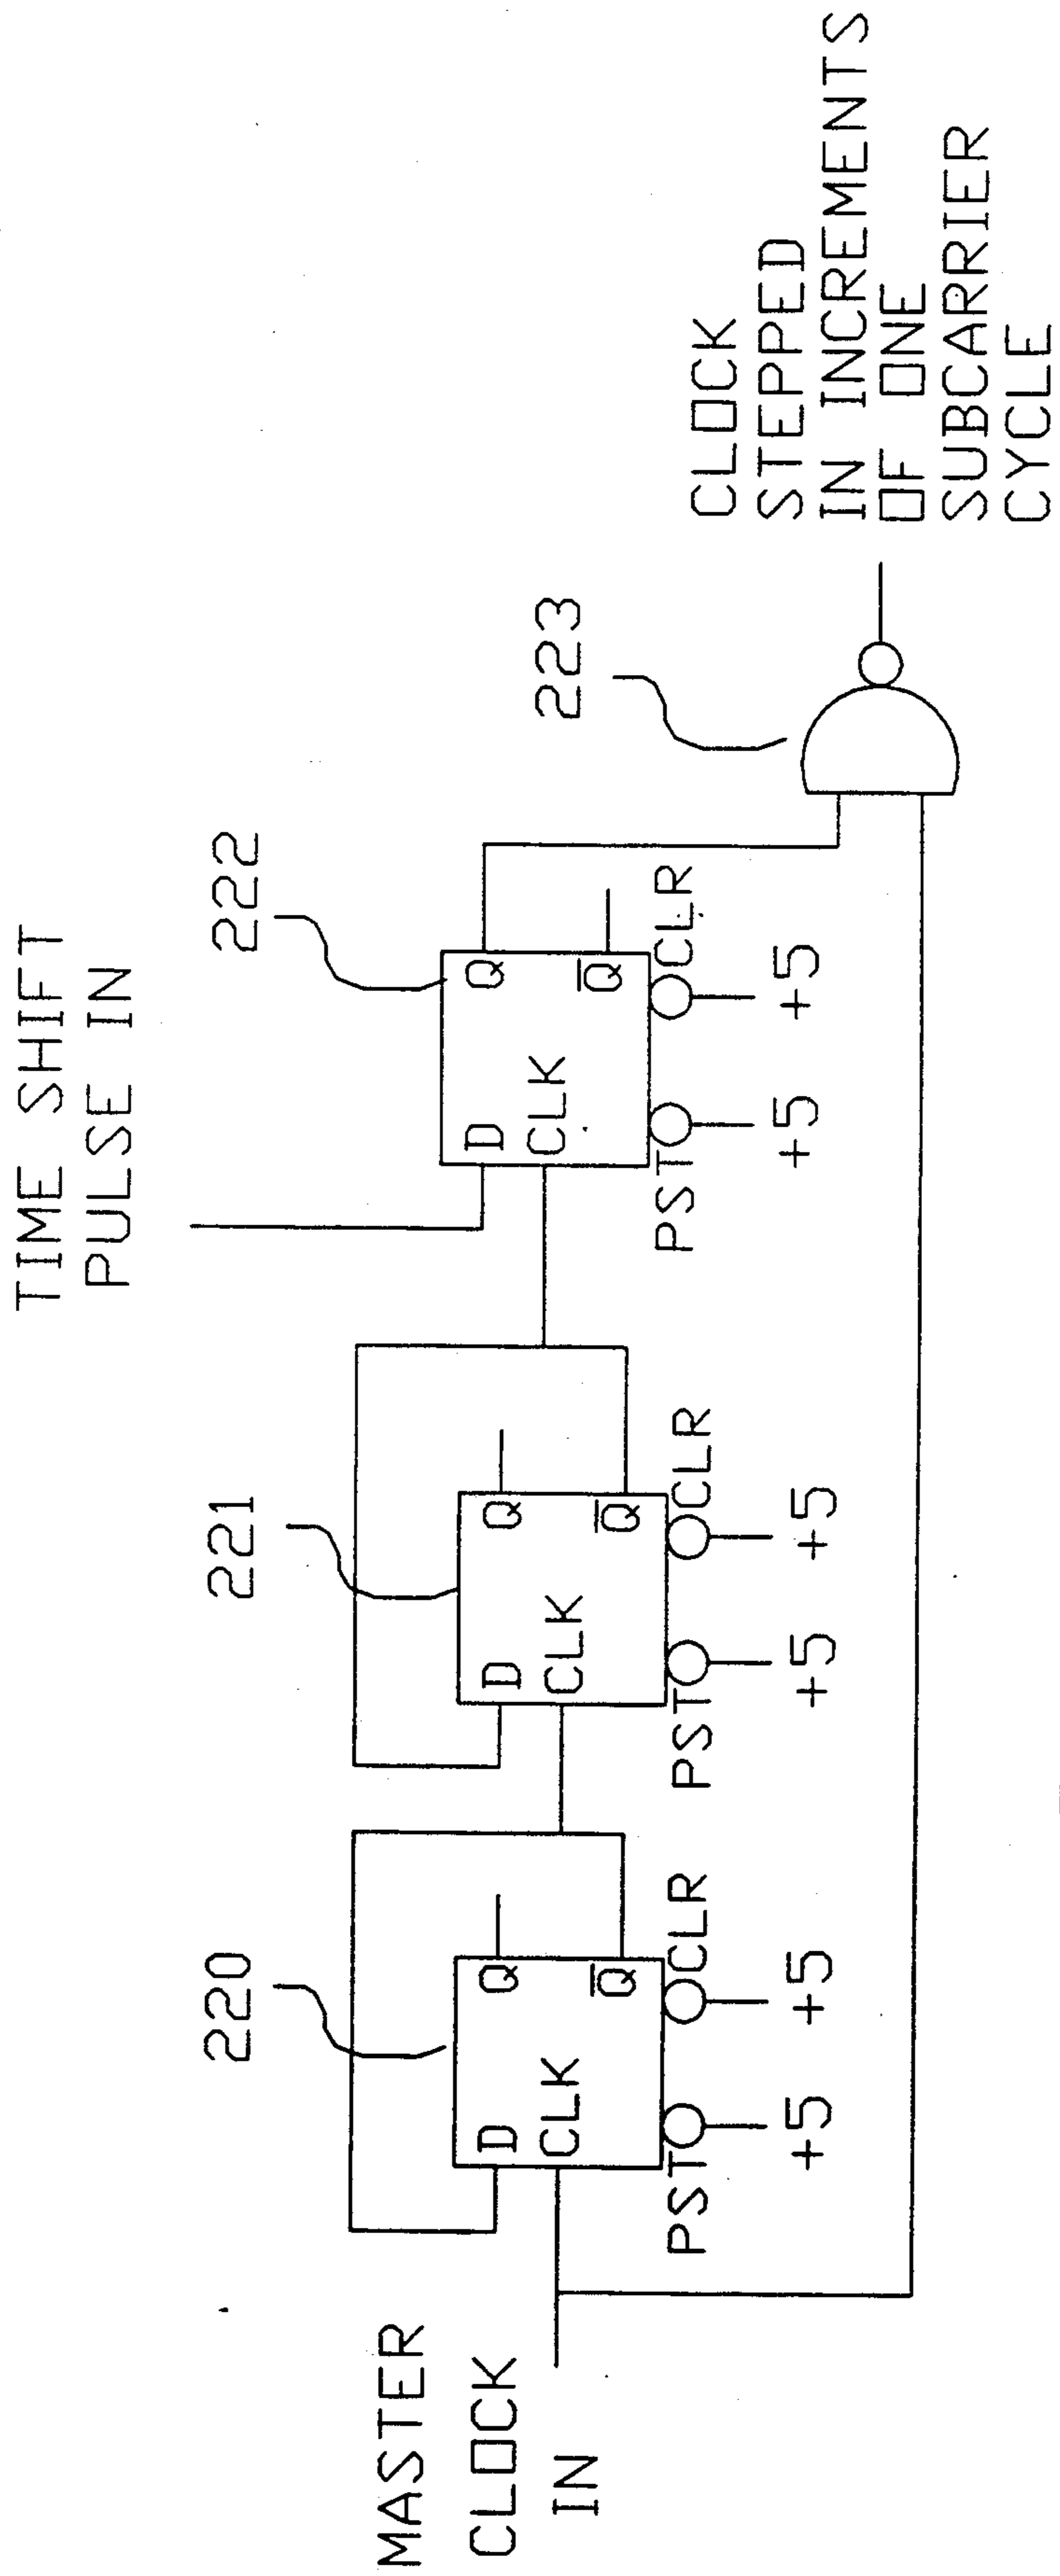 TIME SHIFT
PULSE IN
220
221
222
223
MASTER
CLOCK
IN
D
Q
CLK
Q̅
PST
CLR
+5
+5
D
Q
CLK
Q̅
PST
CLR
+5
+5
D
Q
CLK
Q̅
PST
CLR
+5
+5
CLOCK
STEPPED
IN INCREMENTS
OF ONE
SUBCARRIER
CYCLE